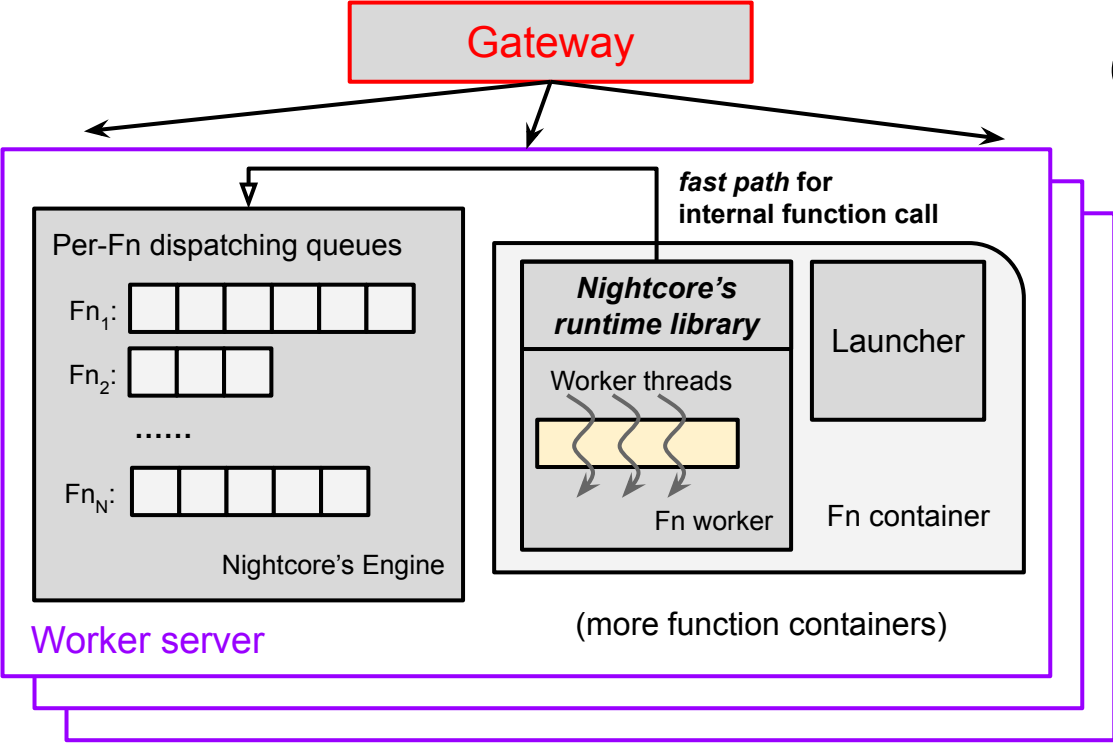 Gateway
(
fast path for
internal function call
Per-Fn dispatching queues
Fn1:
Fn2:
......
FnN:
Nightcore's Engine
Nightcore's
runtime library
Worker threads
Fn worker
Launcher
Fn container
(more function containers)
Worker server